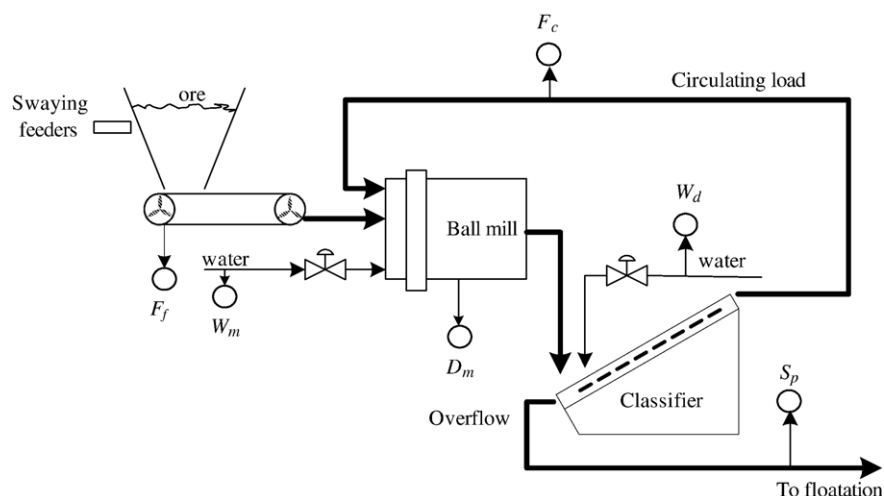 F_c
Circulating load
ore
Swaying
feeders
W_d
Ball mill
water
water
F_f
W_m
D_m
S_p
Overflow
Classifier
To floatation